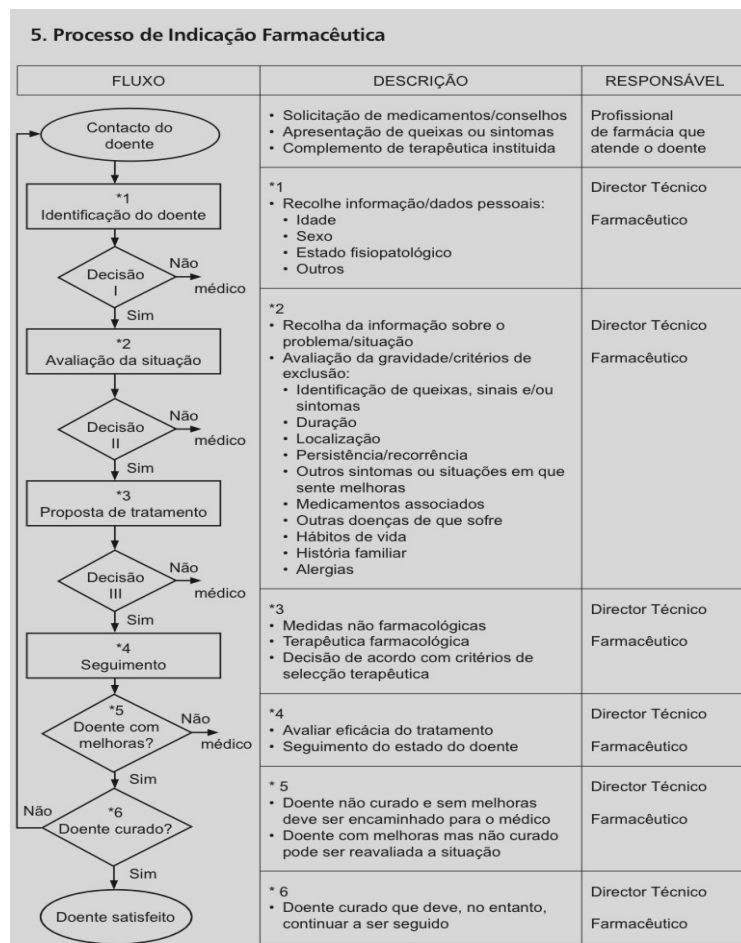 5. Processo de Indicação Farmacêutica
FLUXO
DESCRIÇÃO
RESPONSÁVEL
Contacto do
doente
• Solicitação de medicamentos/conselhos
• Apresentação de queixas ou sintomas
• Complemento de terapêutica instituida
Profissional
de farmácia que
atende o doente
*1
Identificação do doente
Decisão
I
Não
médico
Sim
*1
• Recolhe informação/dados pessoais:
• Idade
• Sexo
• Estado fisiopatológico
• Outros
Director Técnico
Farmacêutico
*2
Avaliação da situação
Decisão
II
Não
médico
Sim
*3
Proposta de tratamento
Decisão
III
Não
médico
Sim
*2
• Recolha da informação sobre o
problema/situação
• Avaliação da gravidade/critérios de
exclusão:
• Identificação de queixas, sinais e/ou
sintomas
• Duração
• Localização
• Persistência/recorrência
• Outros sintomas ou situações em que
sente melhoras
• Medicamentos associados
• Outras doenças de que sofre
• Hábitos de vida
• História familiar
• Alergias
Director Técnico
Farmacêutico
*4
Seguimento
*3
• Medidas não farmacológicas
• Terapêutica farmacológica
• Decisão de acordo com critérios de
selecção terapêutica
Director Técnico
Farmacêutico
*5
Doente com
melhoras?
Não
médico
Sim
*4
• Avaliar eficácia do tratamento
• Seguimento do estado do doente
Director Técnico
Farmacêutico
*6
Doente curado?
Não
Sim
* 5
• Doente não curado e sem melhoras
deve ser encaminhado para o médico
• Doente com melhoras mas não curado
pode ser reavaliada a situação
Director Técnico
Farmacêutico
Doente satisfeito
* 6
• Doente curado que deve, no entanto,
continuar a ser seguido
Director Técnico
Farmacêutico